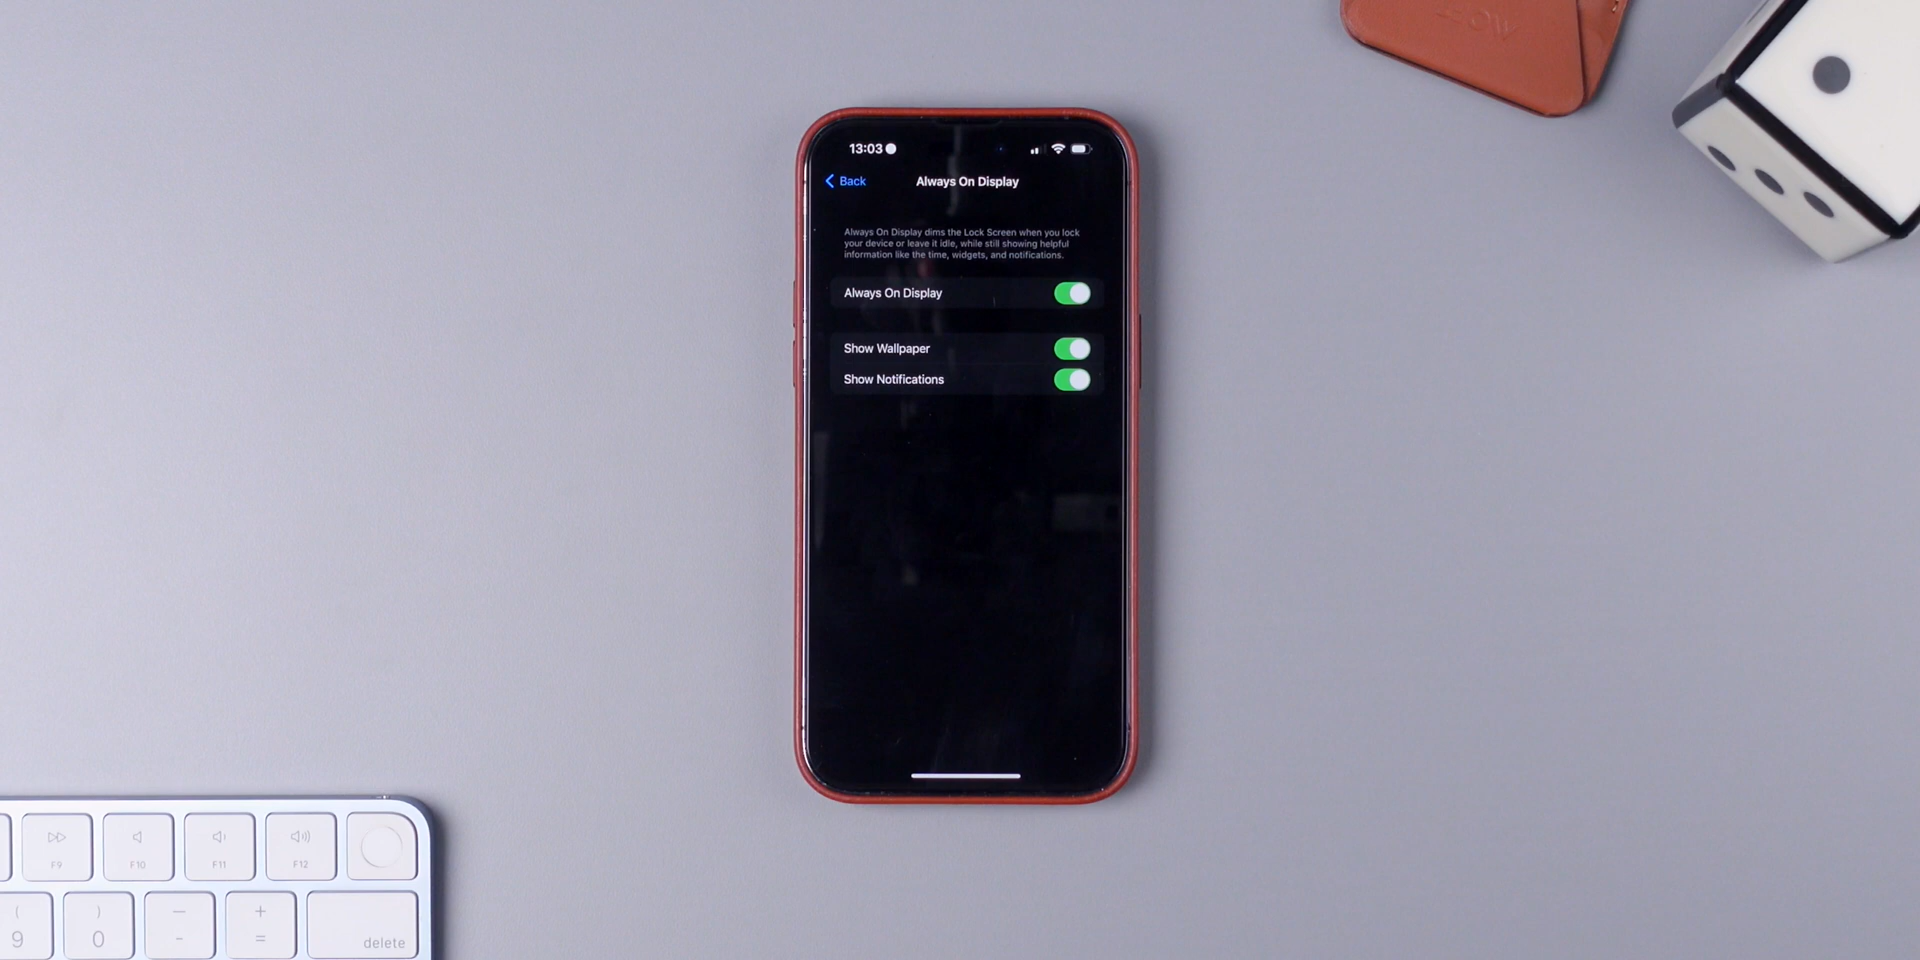 13:03
Back
Always On Display
Always On Display dims the Lock Screen when you lock
your device or leave it idle, while still showing helpful
information like the time, widgets, and notifications.
Always On Display
Show Wallpaper
Show Notifications
F9
F10
F11
F12
( ) — +
9 0 - =
delete